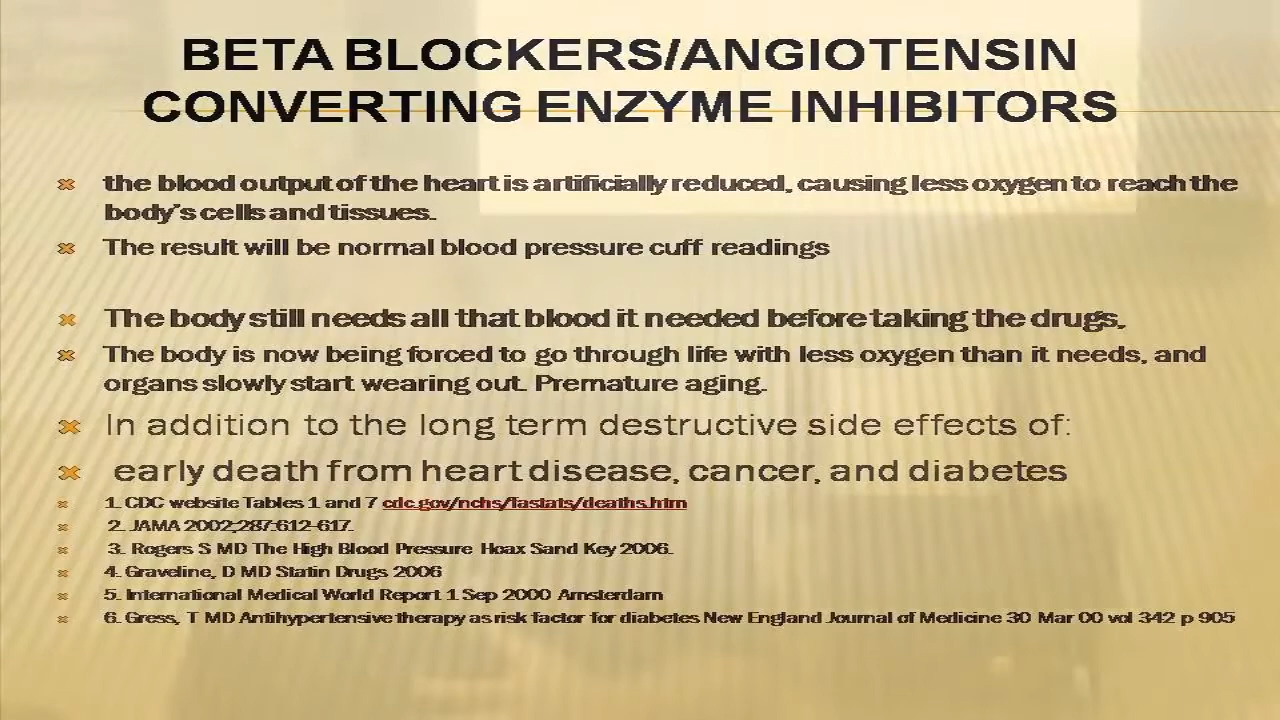 BETA BLOCKERS/ANGIOTENSIN
CONVERTING ENZYME INHIBITORS
the blood output of the heart is artificially reduced, causing less oxygen to reach the
body's cells and tissues.
The result will be normal blood pressure cuff readings
The body still needs all that blood it needed before taking the drugs,
The body is now being forced to go through life with less oxygen than it needs, and
organs slowly start wearing out. Premature aging.
In addition to the long term destructive side effects of:
early death from heart disease, cancer, and diabetes
1. CDC website Tables 1 and 7 cdc.gov/nchs/fastats/deaths.htm
2. JAMA 2002;287:612-617.
3. Rogers S MD The High Blood Pressure Hoax Sand Key 2006.
4. Graveline, D MD Statin Drugs 2006
5. International Medical World Report 1 Sep 2000 Amsterdam
6. Gress, T MD Antihypertensive therapy as risk factor for diabetes New England Journal of Medicine 30 Mar 00 vol 342 p 905